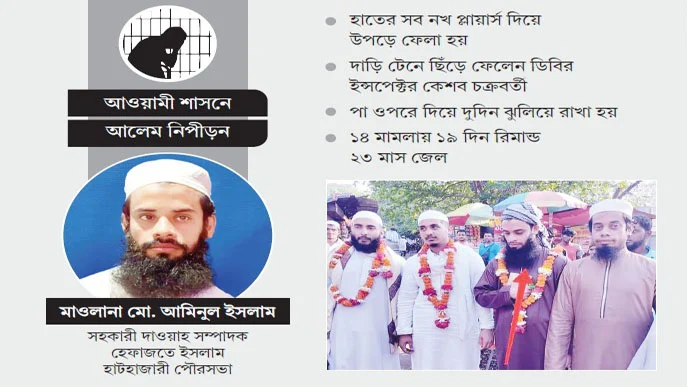 আওয়ামী শাসনে
আলেম নিপীড়ন
মাওলানা মো. আমিনুল ইসলাম
সহকারী দাওয়াহ সম্পাদক
হেফাজতে ইসলাম
হাটহাজারী পৌরসভা
হাতের সব নখ প্লায়ার্স দিয়ে
উপড়ে ফেলা হয়
দাড়ি টেনে ছিঁড়ে ফেলেন ডিবির
ইন্সপেক্টর কেশব চক্রবর্তী
পা ওপরে দিয়ে দুদিন ঝুলিয়ে রাখা হয়
১৪ মামলায় ১৯ দিন রিমান্ড
২৩ মাস জেল